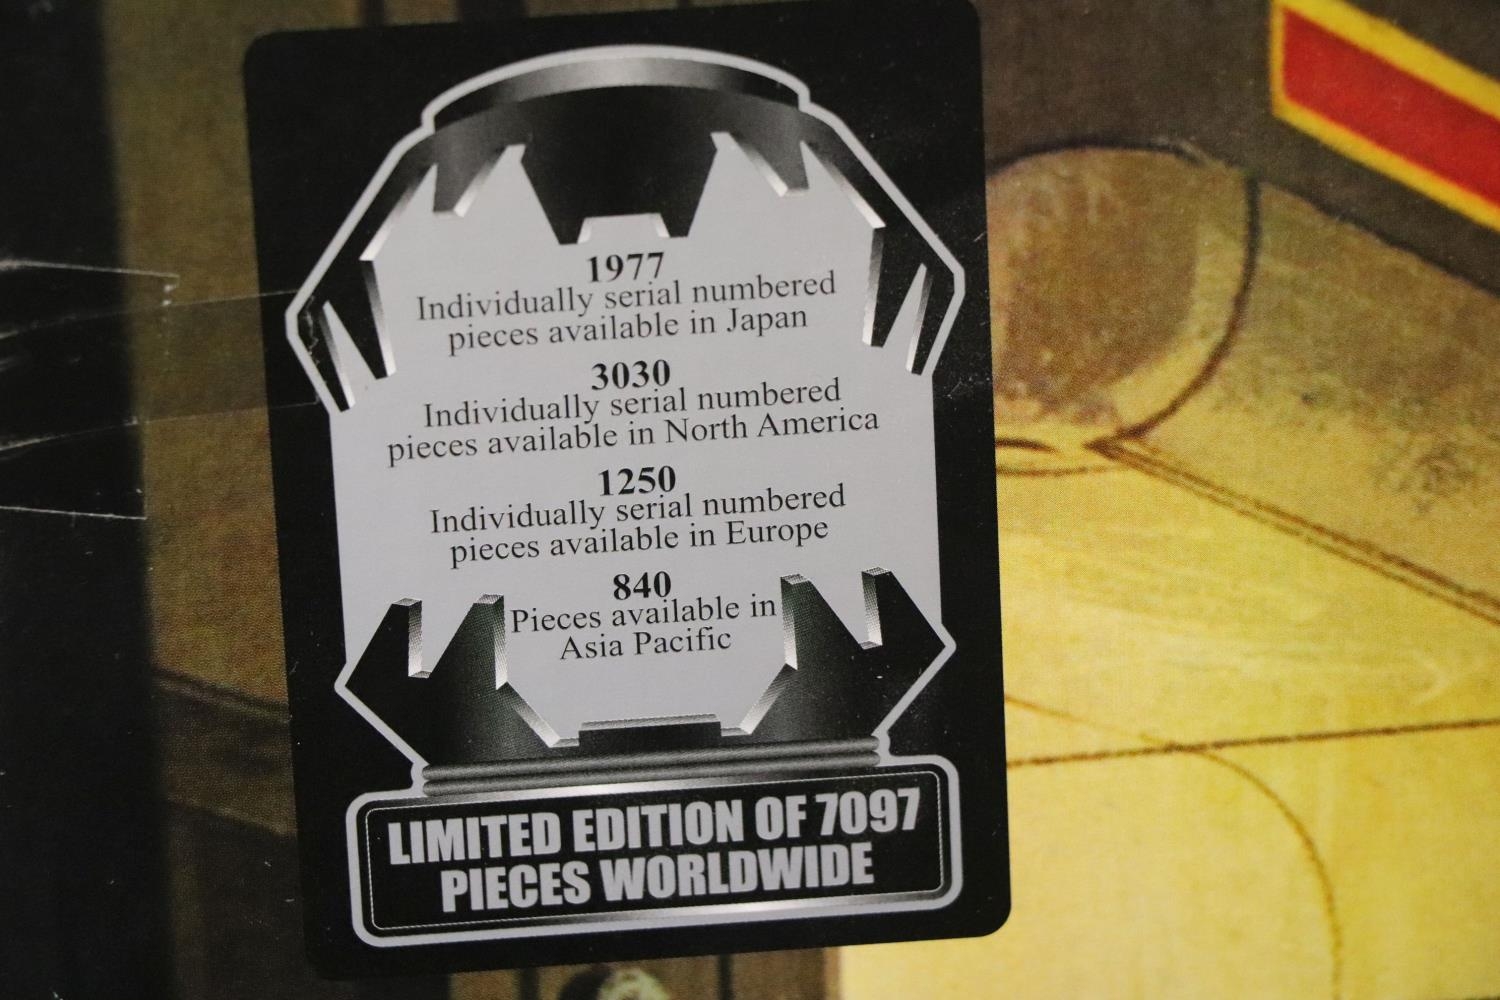 1977
Individually serial numbered
pieces available in Japan
3030
Individually serial numbered
pieces available in North America
1250
Individually serial numbered
pieces available in Europe
840
Pieces available in
Asia Pacific
LIMITED EDITION OF 7097
PIECES WORLDWIDE